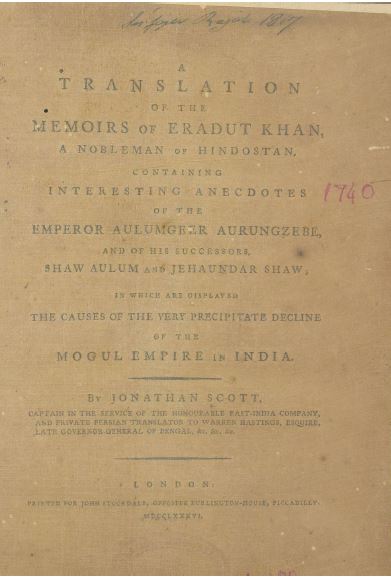 1817
A
TRANSLATION
OF THE
MEMOIRS OF ERADUT KHAN,
A NOBLEMAN OF HINDOSTAN,
CONTAINING
INTERESTING ANECDOTES
1740
OF THE
EMPEROR AULUMGEER AURUNGZEBE,
AND OF HIS SUCCESSORS,
SHAW AULUM AND JEHAUNDAR SHAW;
IN WHICH ARE DISPLAYED
THE CAUSES OF THE VERY PRECIPITATE DECLINE
OF THE
MOGUL EMPIRE IN INDIA.
BY JONATHAN SCOTT,
CAPTAIN IN THE SERVICE OF THE HONOURABLE EAST-INDIA COMPANY,
AND PRIVATE PERSIAN TRANSLATOR TO WARREN HASTINGS, ESQUIRE,
LATE GOVERNOR-GENERAL OF BENGAL, &c. &c. &c.
LONDON:
PRINTED FOR JOHN STOCKDALE, OPPOSITE BURLINGTON-HOUSE, PICCADILLY.
MDCCLXXXVI.